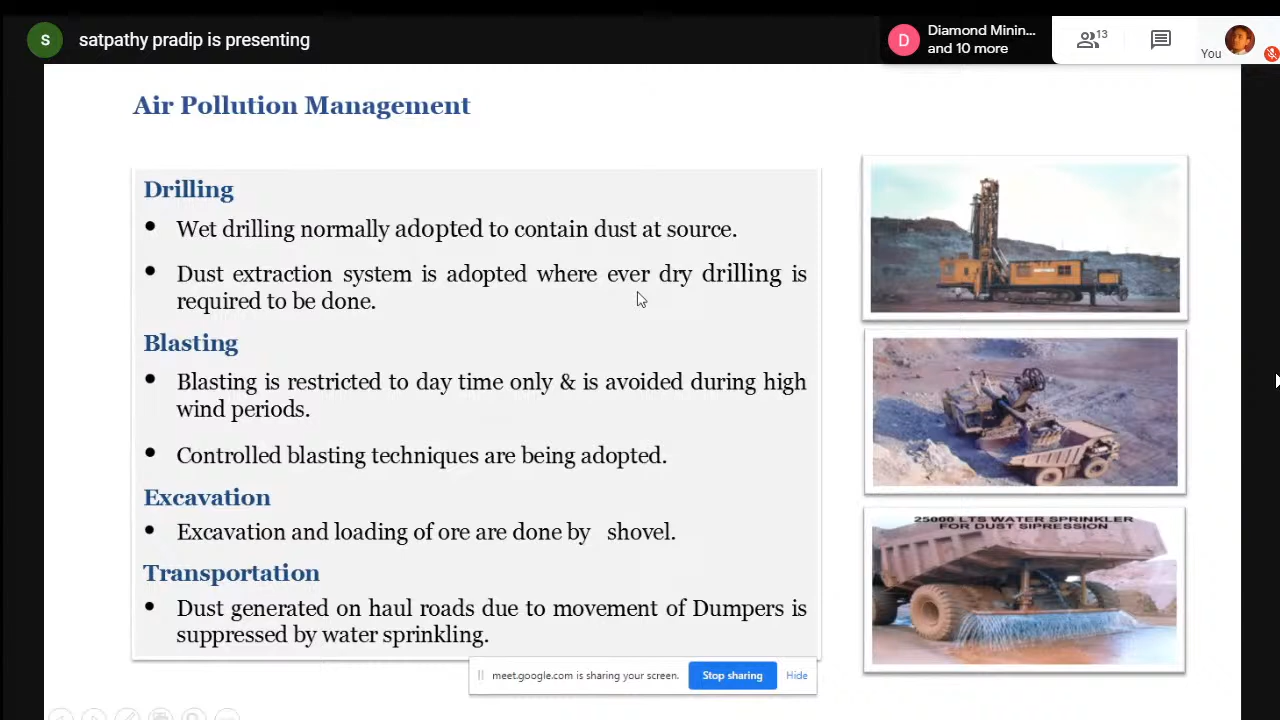 S
satpathy pradip is presenting
D
Diamond Minin...
and 10 more
13
You
Air Pollution Management
Drilling
• Wet drilling normally adopted to contain dust at source.
• Dust extraction system is adopted where ever dry drilling is
required to be done.
Blasting
• Blasting is restricted to day time only & is avoided during high
wind periods.
• Controlled blasting techniques are being adopted.
Excavation
• Excavation and loading of ore are done by shovel.
Transportation
• Dust generated on haul roads due to movement of Dumpers is
suppressed by water sprinkling.
25000 LTS WATER SPRINKLER
FOR DUST SIPRESSION
meet.google.com is sharing your screen.
Stop sharing
Hide